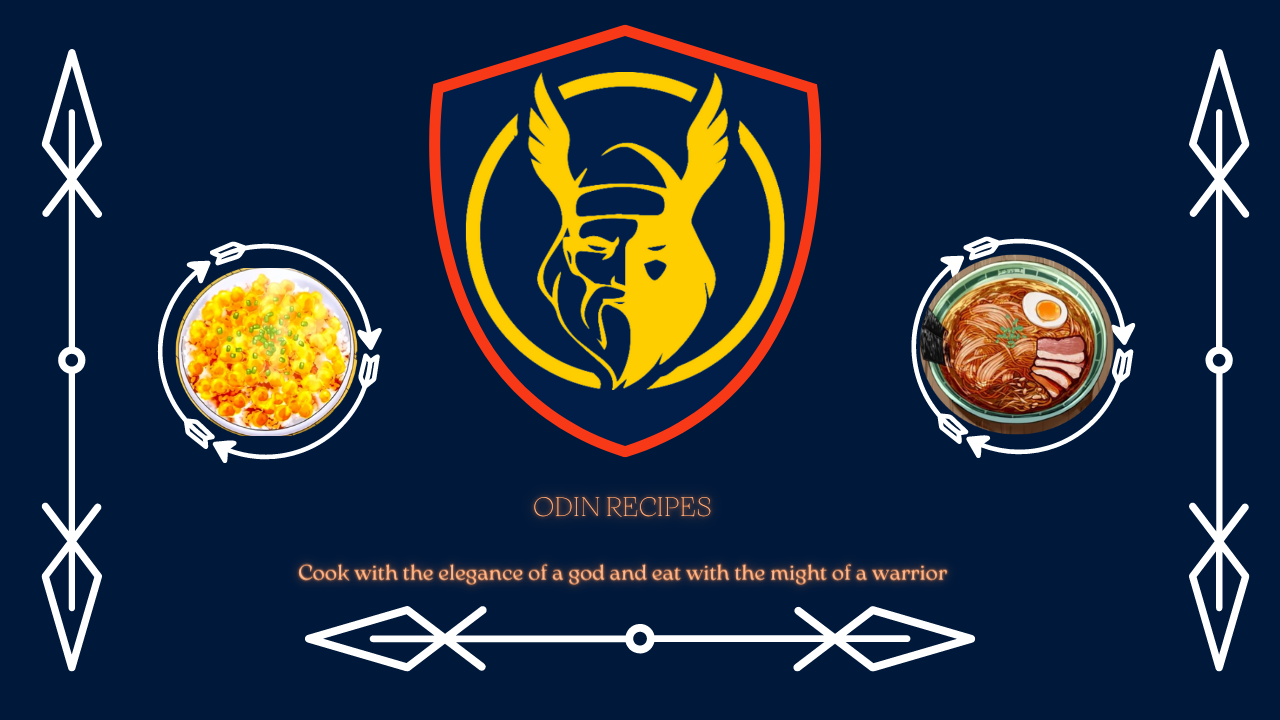 ODIN RECIPES
Cook with the elegance of a god and eat with the might of a warrior